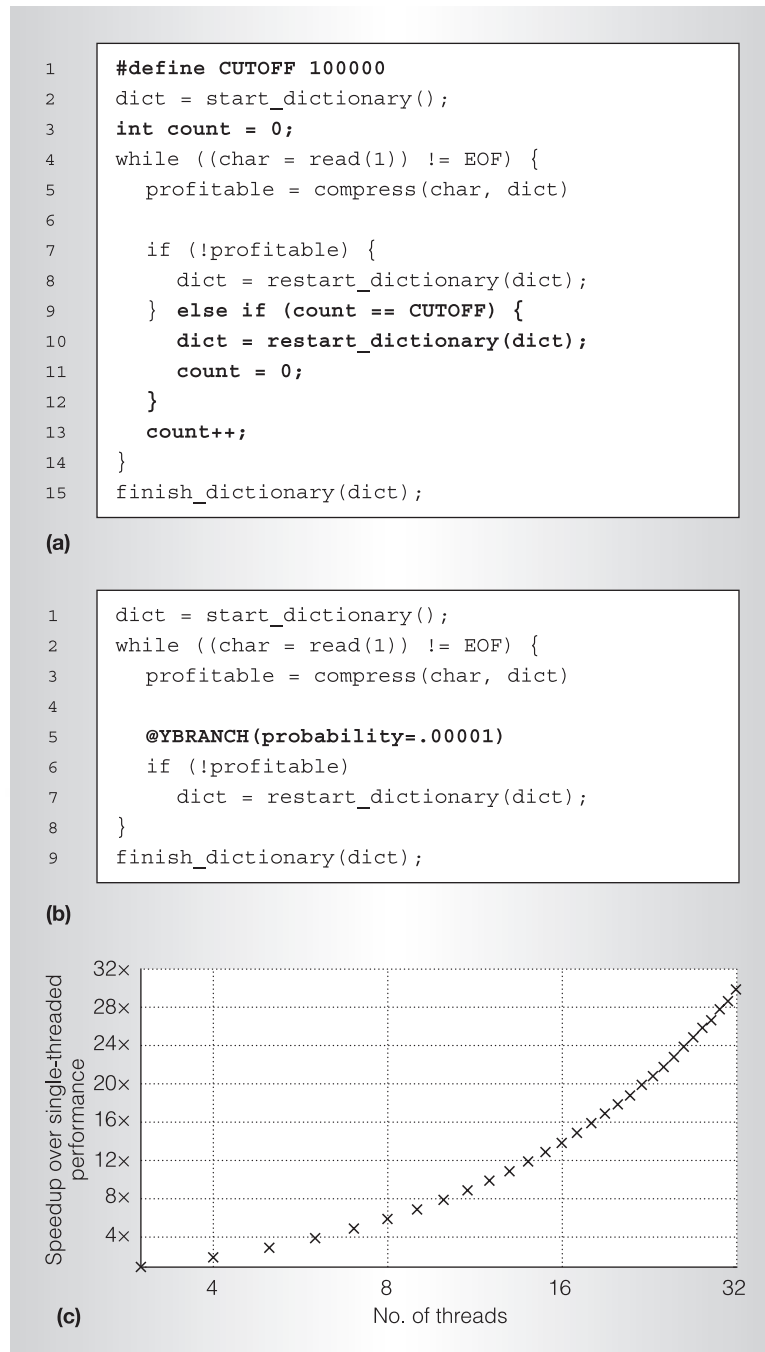 1 #define CUTOFF 100000
2 dict = start_dictionary();
3 int count = 0;
4 while ((char = read(1)) != EOF) {
5 profitable = compress(char, dict)
6
7 if (!profitable) {
8 dict = restart_dictionary(dict);
9 } else if (count == CUTOFF) {
10 dict = restart_dictionary(dict);
11 count = 0;
12 }
13 count++;
14 }
15 finish_dictionary(dict);
(a)
1 dict = start_dictionary();
2 while ((char = read(1)) != EOF) {
3 profitable = compress(char, dict)
4
5 @YBRANCH(probability=.00001)
6 if (!profitable)
7 dict = restart_dictionary(dict);
8 }
9 finish_dictionary(dict);
(b)
Speedup over single-threaded
performance
32×
28×
24×
20×
16×
12×
8×
4×
4 8 16 32
No. of threads
(c)